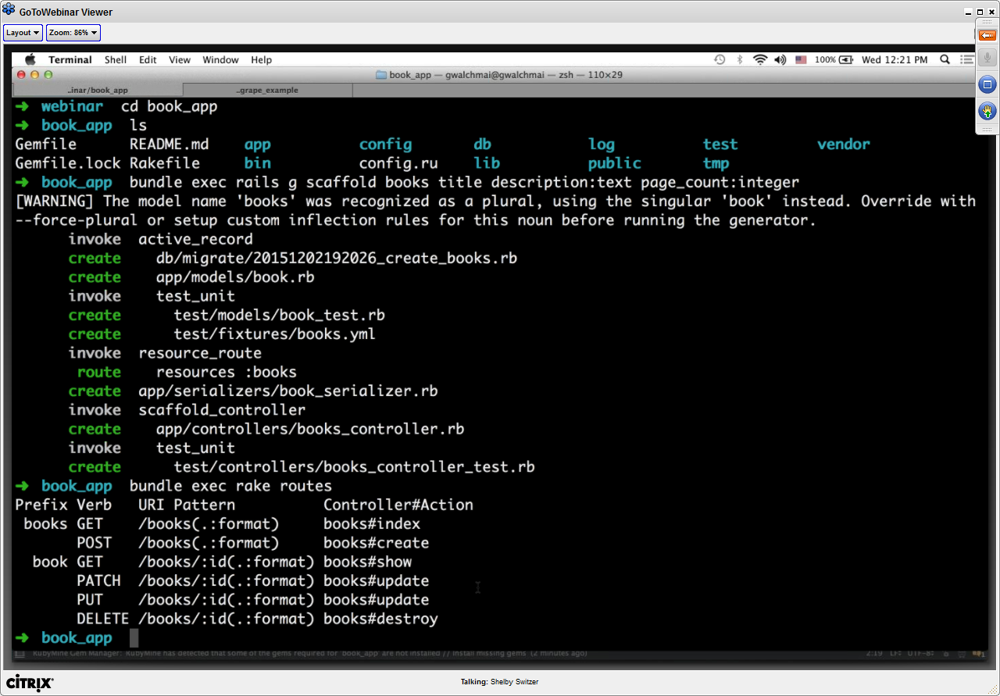 GoToWebinar Viewer
Layout Zoom: 86%
Terminal Shell Edit View Window Help 100% Wed 12:21 PM
book_app — gwalchmai@gwalchmai — zsh — 110×29
..inar/book_app ..grape_example
➜ webinar cd book_app
➜ book_app ls
Gemfile README.md app config db log test vendor
Gemfile.lock Rakefile bin config.ru lib public tmp
➜ book_app bundle exec rails g scaffold books title description:text page_count:integer
[WARNING] The model name 'books' was recognized as a plural, using the singular 'book' instead. Override with
--force-plural or setup custom inflection rules for this noun before running the generator.
invoke active_record
create db/migrate/20151202192026_create_books.rb
create app/models/book.rb
invoke test_unit
create test/models/book_test.rb
create test/fixtures/books.yml
invoke resource_route
route resources :books
create app/serializers/book_serializer.rb
invoke scaffold_controller
create app/controllers/books_controller.rb
invoke test_unit
create test/controllers/books_controller_test.rb
➜ book_app bundle exec rake routes
Prefix Verb URI Pattern Controller#Action
books GET /books(.:format) books#index
POST /books(.:format) books#create
book GET /books/:id(.:format) books#show
PATCH /books/:id(.:format) books#update
PUT /books/:id(.:format) books#update
DELETE /books/:id(.:format) books#destroy
➜ book_app
RubyMine Gem Manager: RubyMine has detected that some of the gems required for 'book_app' are not installed // Install missing gems (2 minutes ago) 2:19 LF: UTF-8:
CITRIX Talking: Shelby Switzer